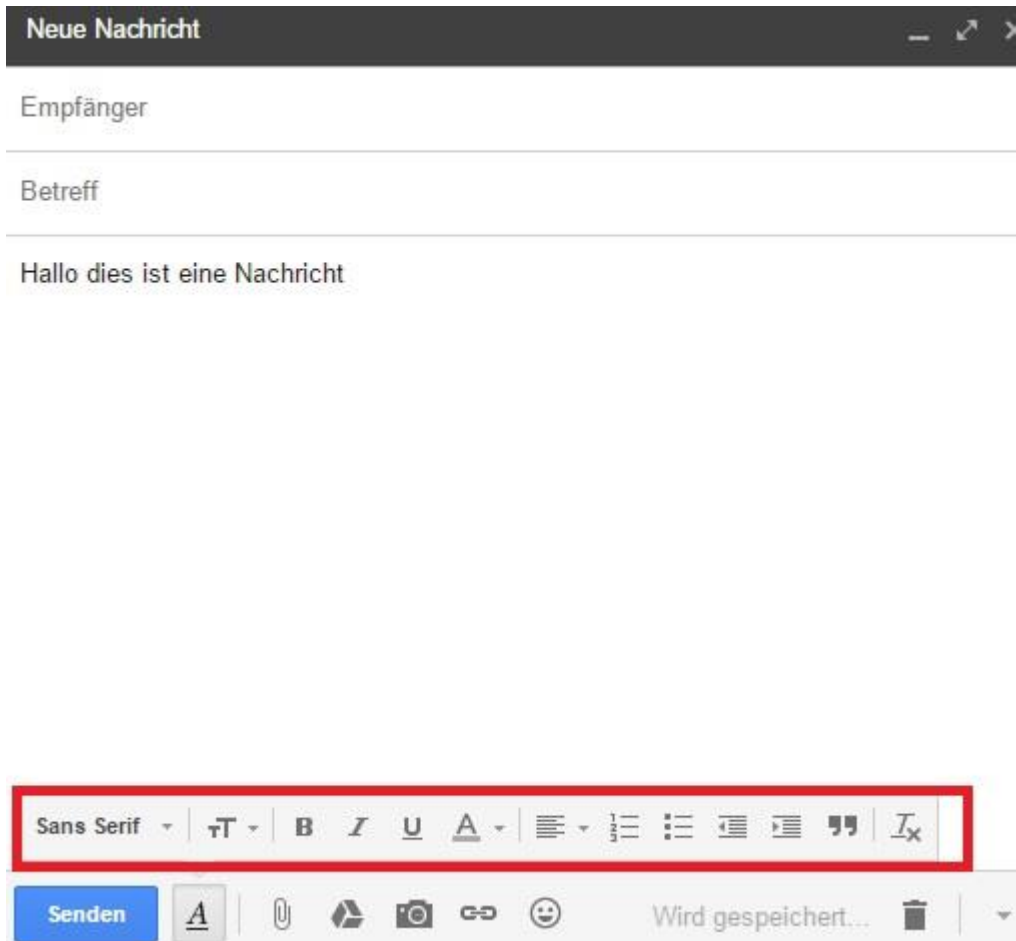 Neue Nachricht
Empfänger
Betreff
Hallo dies ist eine Nachricht
Sans Serif
Senden
Wird gespeichert...